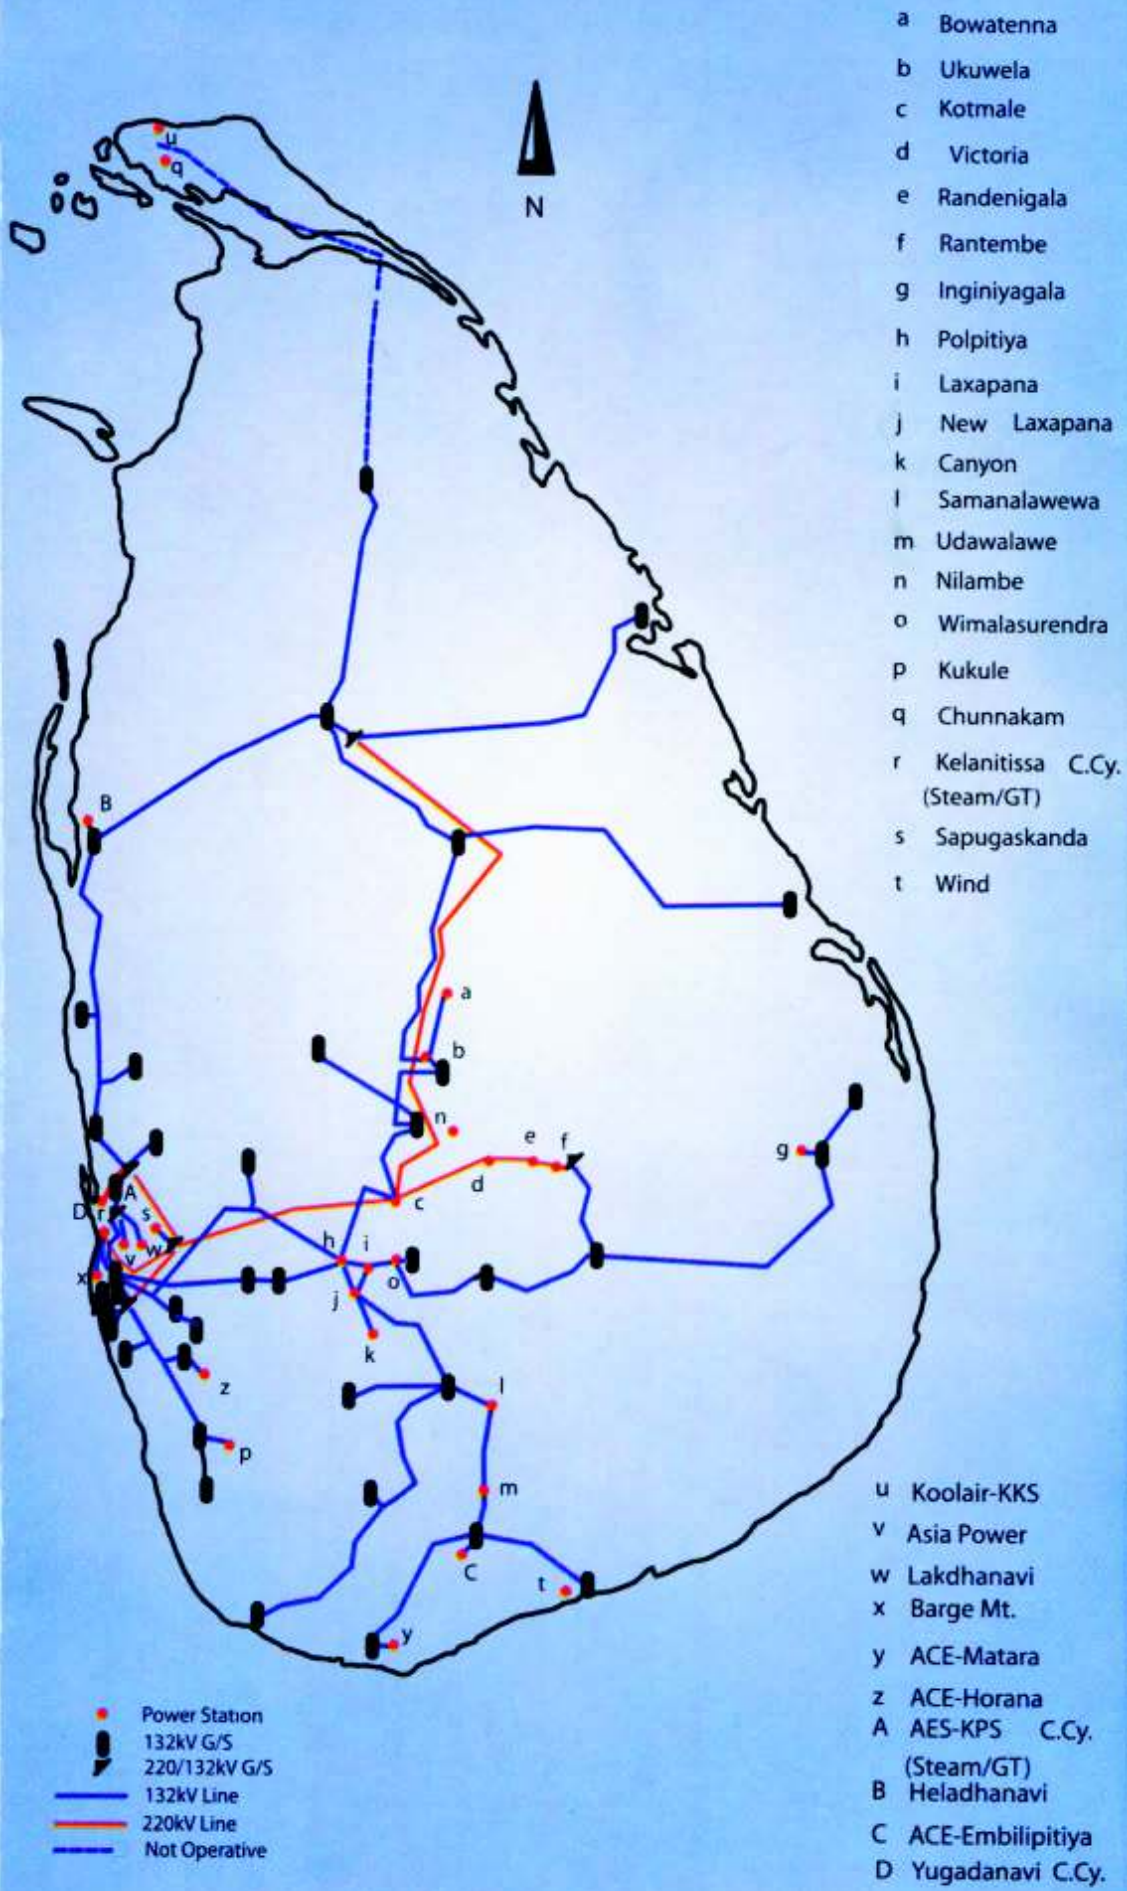 a Bowatenna
b Ukuwela
c Kotmale
d Victoria
e Randenigala
f Rantembe
g Inginiyagala
h Polpitiya
i Laxapana
j New Laxapana
k Canyon
l Samanalawewa
m Udawalawe
n Nilambe
o Wimalasurendra
p Kukule
q Chunnakam
r Kelanitissa C.Cy.
(Steam/GT)
s Sapugaskanda
t Wind
u
q
N
B
a
b
n
e
f
d
g
c
A
D
r
s
v
w
x
h
i
o
j
k
z
l
p
m
C
t
y
u Koolair-KKS
v Asia Power
w Lakdhanavi
x Barge Mt.
y ACE-Matara
z ACE-Horana
A AES-KPS C.Cy.
(Steam/GT)
B Heladhanavi
C ACE-Embilipitiya
D Yugadanavi C.Cy.
Power Station
132kV G/S
220/132kV G/S
132kV Line
220kV Line
Not Operative